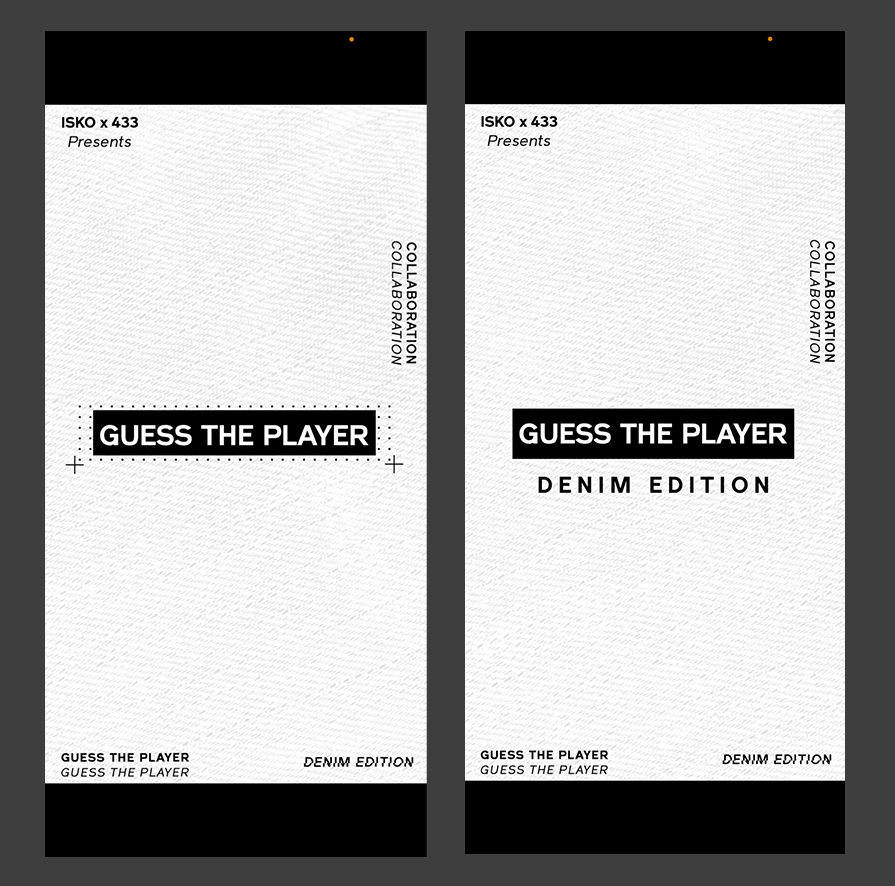 ISKO x 433
Presents
COLLABORATION
COLLABORATION
GUESS THE PLAYER
GUESS THE PLAYER
GUESS THE PLAYER
DENIM EDITION
ISKO x 433
Presents
COLLABORATION
COLLABORATION
GUESS THE PLAYER
DENIM EDITION
GUESS THE PLAYER
GUESS THE PLAYER
DENIM EDITION